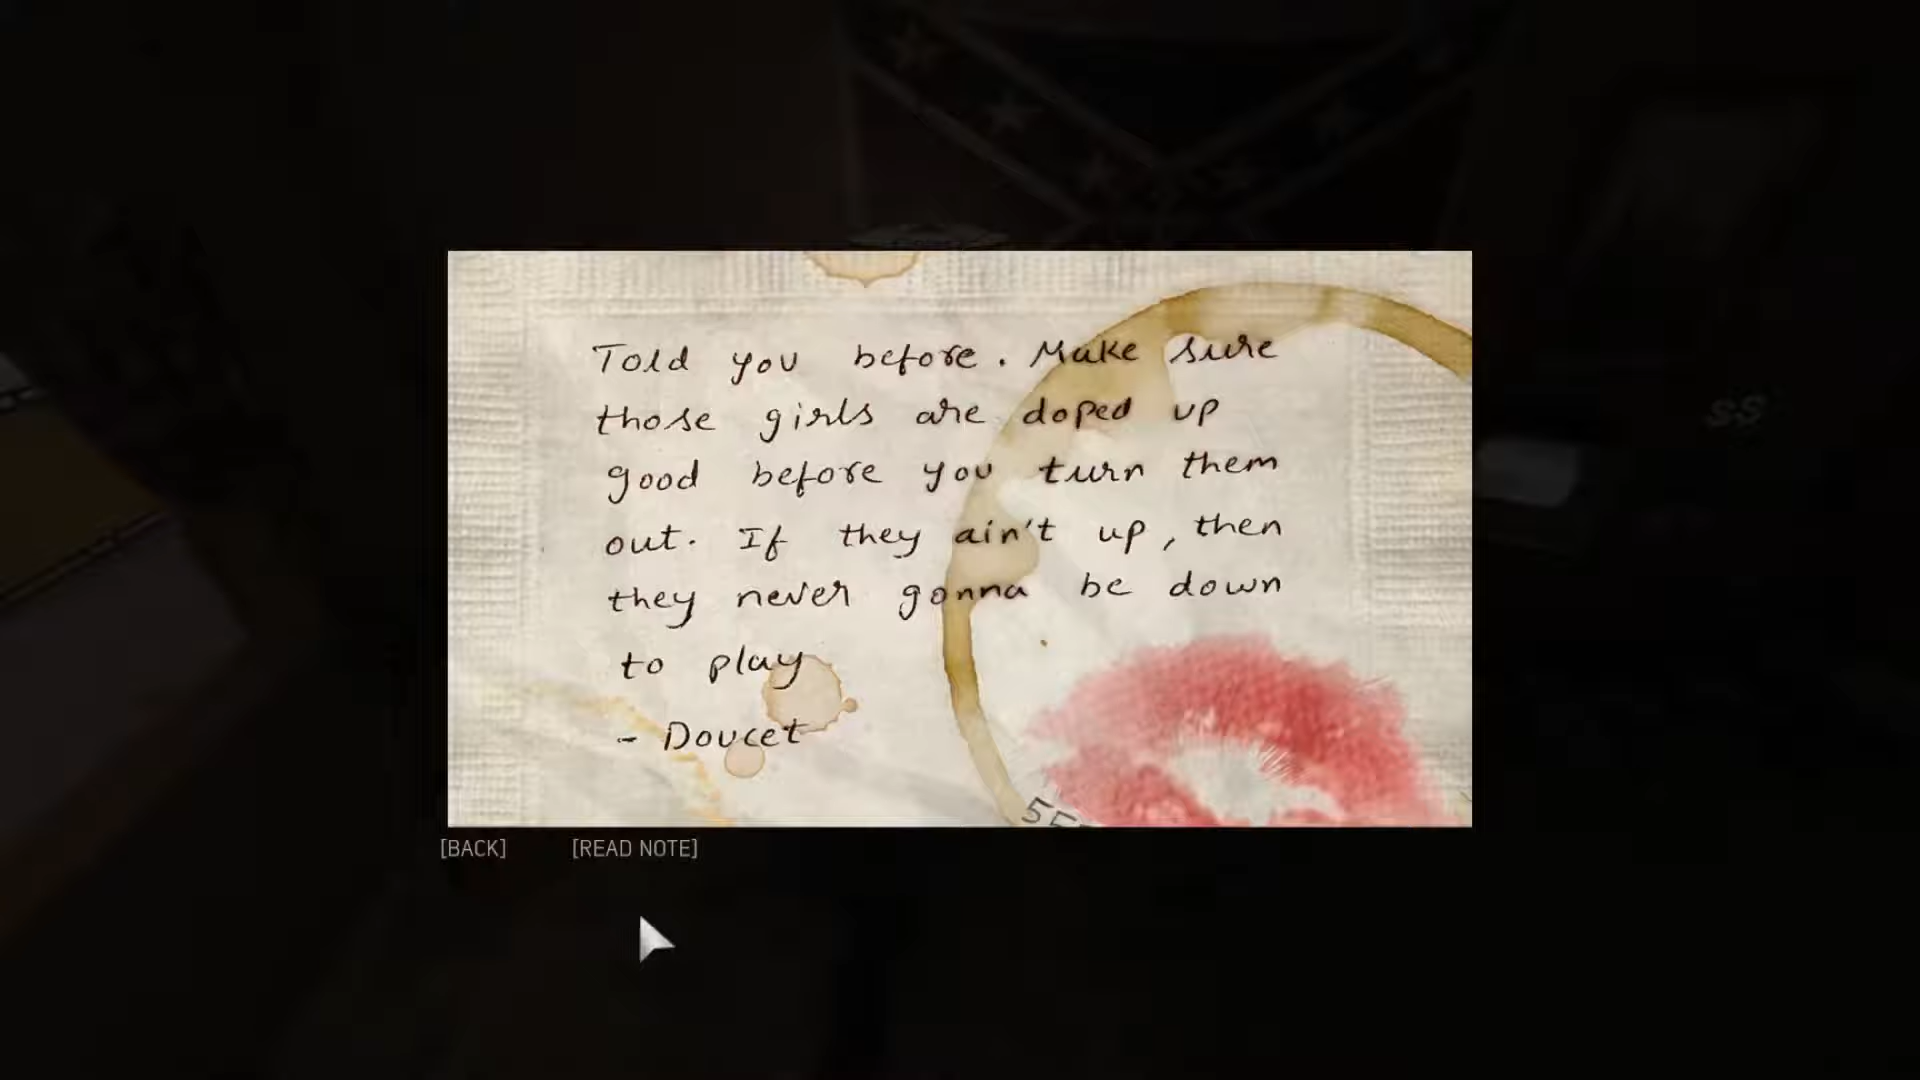 Told you before. Make sure
those girls are doped up
good before you turn them
out. If they ain't up, then
they never gonna be down
to play
- Doucet
[BACK] [READ NOTE]